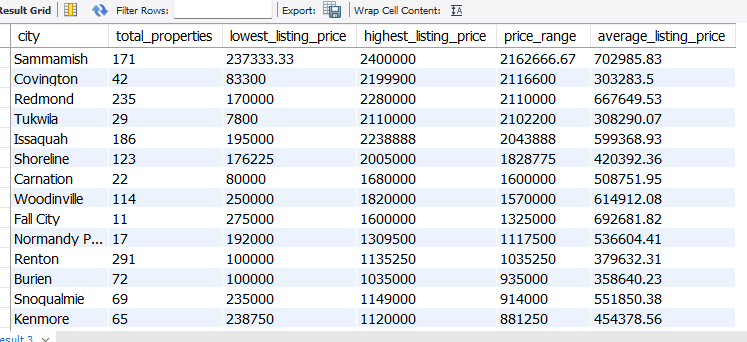 Result Grid Filter Rows: Export: Wrap Cell Content: IA
city total_properties lowest_listing_price highest_listing_price price_range average_listing_price
Sammamish 171 237333.33 2400000 2162666.67 702985.83
Covington 42 83300 2199900 2116600 303283.5
Redmond 235 170000 2280000 2110000 667649.53
Tukwila 29 7800 2110000 2102200 308290.07
Issaquah 186 195000 2238888 2043888 599368.93
Shoreline 123 176225 2005000 1828775 420392.36
Carnation 22 80000 1680000 1600000 508751.95
Woodinville 114 250000 1820000 1570000 614912.08
Fall City 11 275000 1600000 1325000 692681.82
Normandy P... 17 192000 1309500 1117500 536604.41
Renton 291 100000 1135250 1035250 379632.31
Burien 72 100000 1035000 935000 358640.23
Snoqualmie 69 235000 1149000 914000 551850.38
Kenmore 65 238750 1120000 881250 454378.56
esult 3